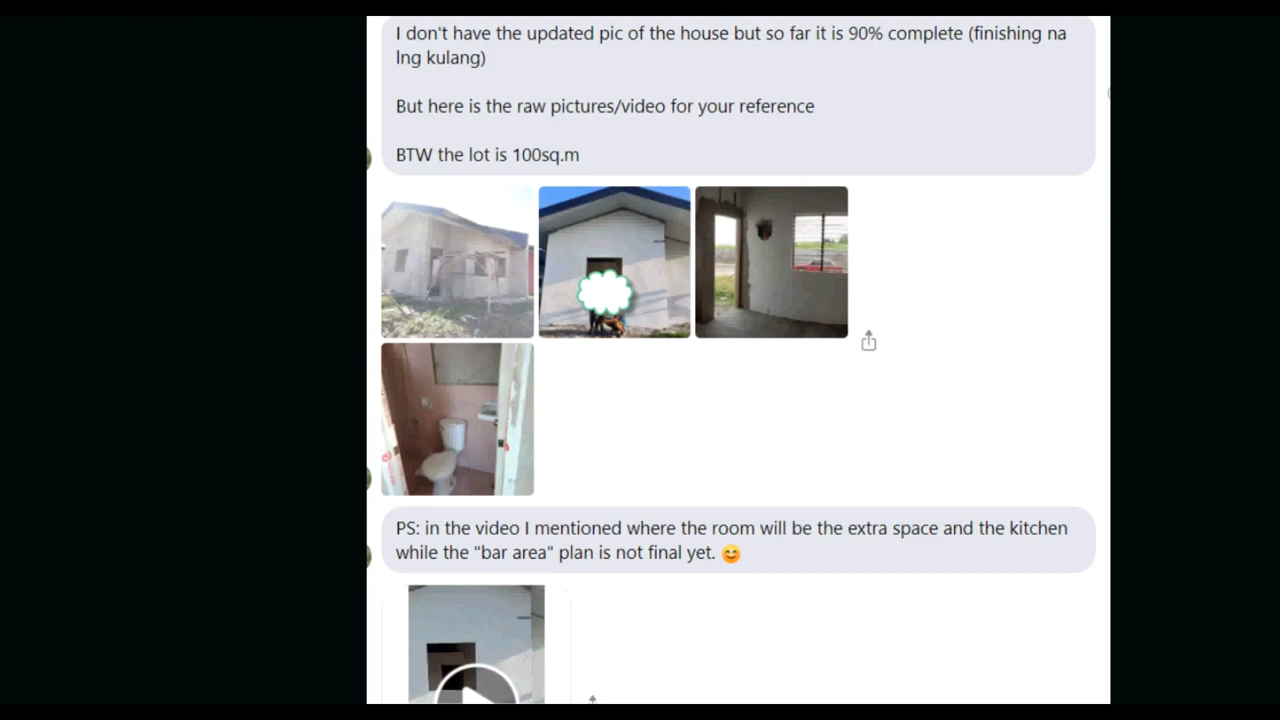 I don't have the updated pic of the house but so far it is 90% complete (finishing na
lng kulang)
But here is the raw pictures/video for your reference
BTW the lot is 100sq.m
PS: in the video I mentioned where the room will be the extra space and the kitchen
while the "bar area" plan is not final yet. 😊